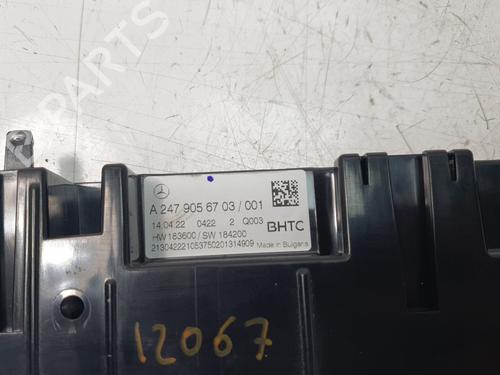 A 247 905 67 03 / 001
14.04.22 0422 2 Q003
HW 183600 / SW 184200
BHTC
213042221053750201314909 Made in Bulgaria
12067